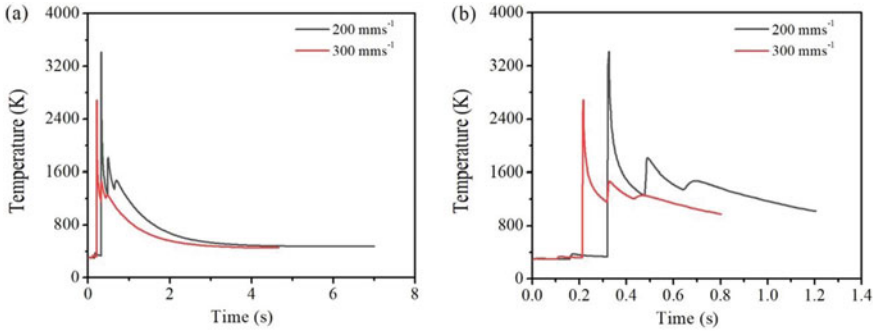 (a)
200 mms⁻¹
300 mms⁻¹
Temperature (K)
4000
3200
2400
1600
800
0
0 2 4 6 8
Time (s)
(b)
200 mms⁻¹
300 mms⁻¹
Temperature (K)
4000
3200
2400
1600
800
0
0.0 0.2 0.4 0.6 0.8 1.0 1.2
Time (s)